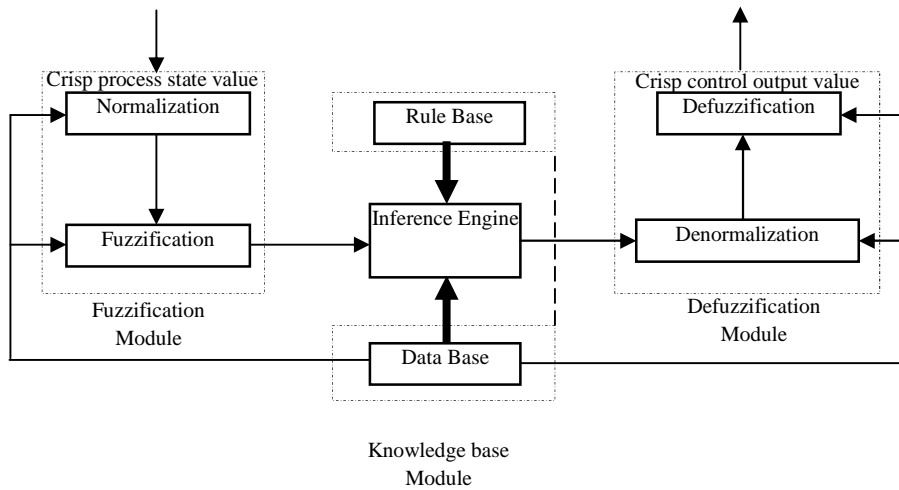 Crisp process state value
Normalization
Fuzzification
Fuzzification
Module
Rule Base
Inference Engine
Data Base
Knowledge base
Module
Crisp control output value
Defuzzification
Denormalization
Defuzzification
Module